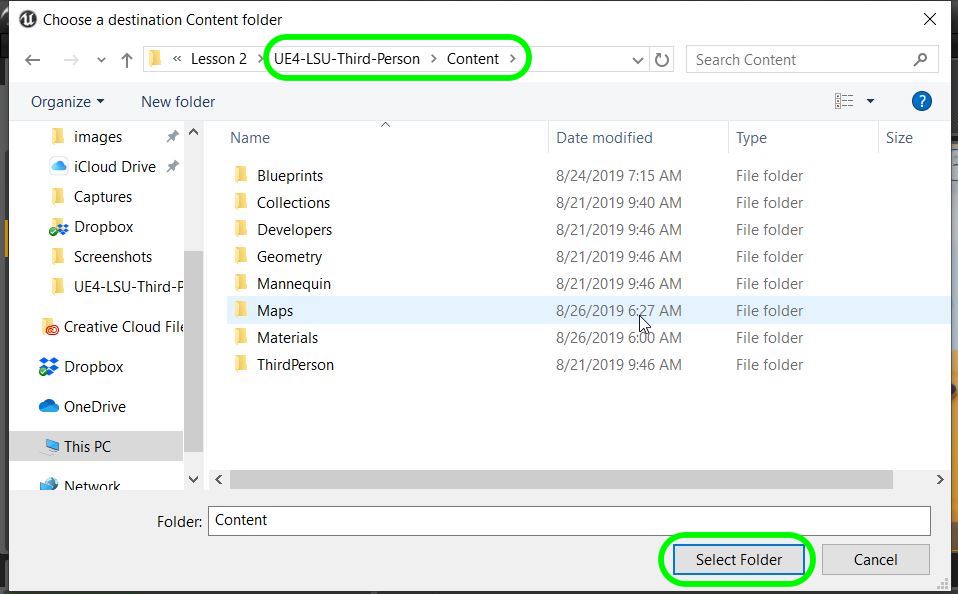 Choose a destination Content folder
« Lesson 2 > UE4-LSU-Third-Person > Content >
Search Content
Organize
New folder
?
Name
Date modified
Type
Size
images
iCloud Drive
Captures
Dropbox
Screenshots
UE4-LSU-Third-P
Creative Cloud File
Dropbox
OneDrive
This PC
Network
Blueprints 8/24/2019 7:15 AM File folder
Collections 8/21/2019 9:40 AM File folder
Developers 8/21/2019 9:46 AM File folder
Geometry 8/21/2019 9:46 AM File folder
Mannequin 8/21/2019 9:46 AM File folder
Maps 8/26/2019 6:27 AM File folder
Materials 8/26/2019 6:00 AM File folder
ThirdPerson 8/21/2019 9:46 AM File folder
Folder: Content
Select Folder
Cancel